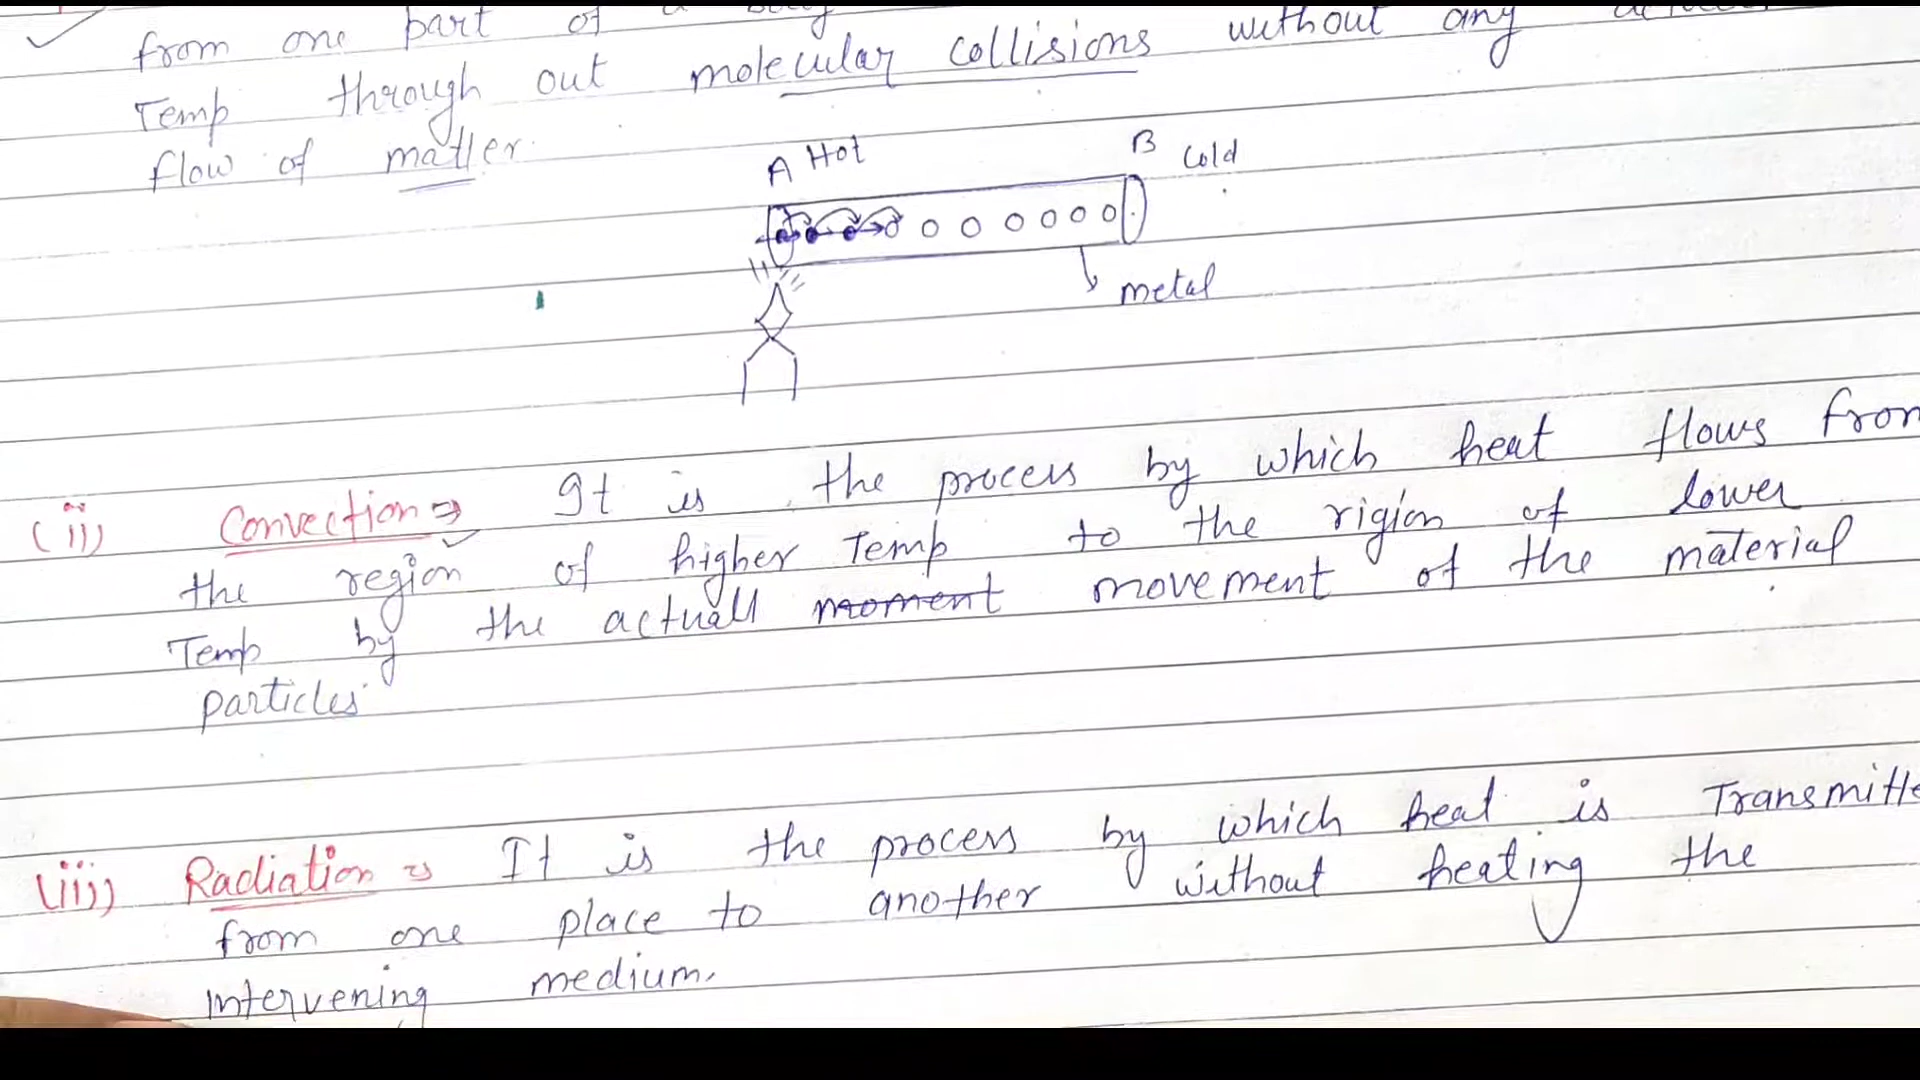 from one part of a body
Temp through out molecular collisions without any
flow of matter.
A Hot B Cold
metal
(ii) Convection ⇒ It is the process by which heat flows from
the region of higher Temp to the rigion of lower
Temp by the actuall moment movement of the material
particles.
(iii) Radiation ⇒ It is the process by which heat is Transmitte
from one place to another without heating the
intervening medium.